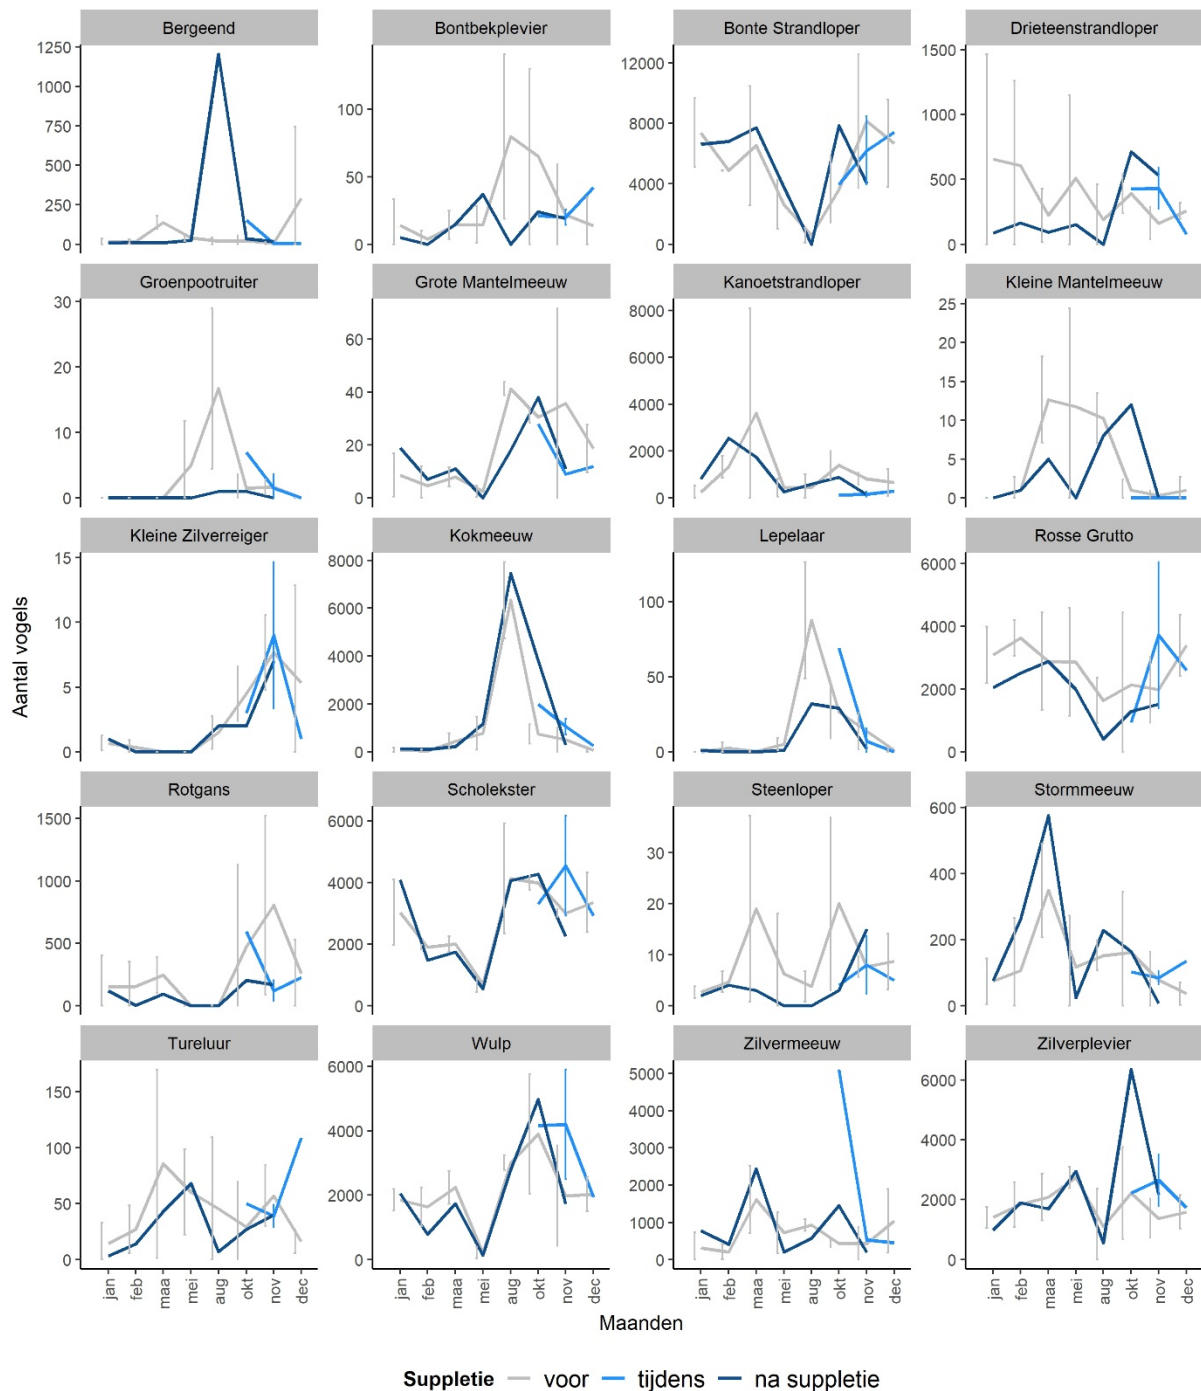 Bergeend Bontbekplevier Bonte Strandloper Drieteenstrandloper
1250 1000 750 500 250 0
100 50 0
12000 8000 4000 0
1500 1000 500 0
Groenpootruiter Grote Mantelmeeuw Kanoetstrandloper Kleine Mantelmeeuw
30 20 10 0
60 40 20 0
8000 6000 4000 2000 0
25 20 15 10 5 0
Kleine Zilverreiger Kokmeeuw Lepelaar Rosse Grutto
15 10 5 0
8000 6000 4000 2000 0
100 50 0
6000 4000 2000 0
Aantal vogels
Rotgans Scholekster Steenloper Stormmeeuw
1500 1000 500 0
6000 4000 2000 0
30 20 10 0
600 400 200 0
Tureluur Wulp Zilvermeeuw Zilverplevier
150 100 50 0
6000 4000 2000 0
5000 4000 3000 2000 1000 0
6000 4000 2000 0
jan feb maa mei aug okt nov dec
jan feb maa mei aug okt nov dec
jan feb maa mei aug okt nov dec
jan feb maa mei aug okt nov dec
Maanden
Suppletie voor tijdens na suppletie